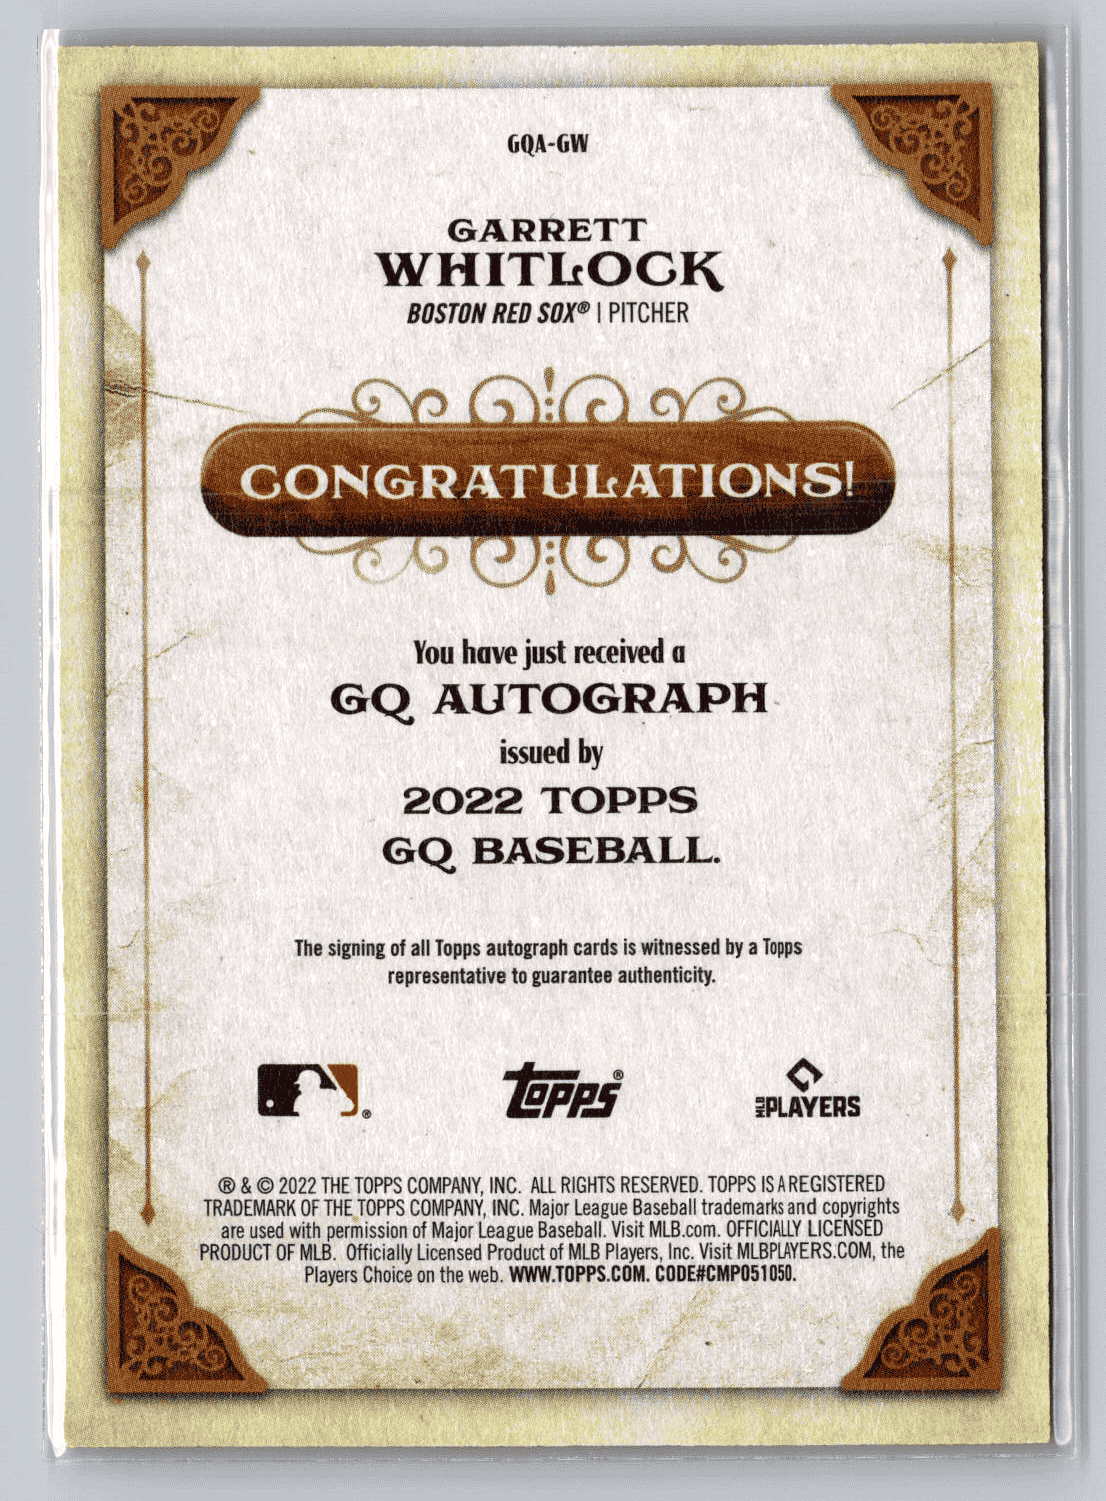 GQA-GW
GARRETT
WHITLOCK
BOSTON RED SOX® | PITCHER
CONGRATULATIONS!
You have just received a
GQ AUTOGRAPH
issued by
2022 TOPPS
GQ BASEBALL.
The signing of all Topps autograph cards is witnessed by a Topps
representative to guarantee authenticity.
® topps® MLB PLAYERS
® & © 2022 THE TOPPS COMPANY, INC. ALL RIGHTS RESERVED. TOPPS IS A REGISTERED
TRADEMARK OF THE TOPPS COMPANY, INC. Major League Baseball trademarks and copyrights
are used with permission of Major League Baseball. Visit MLB.com. OFFICIALLY LICENSED
PRODUCT OF MLB. Officially Licensed Product of MLB Players, Inc. Visit MLBPLAYERS.COM, the
Players Choice on the web. WWW.TOPPS.COM. CODE#CMP051050.